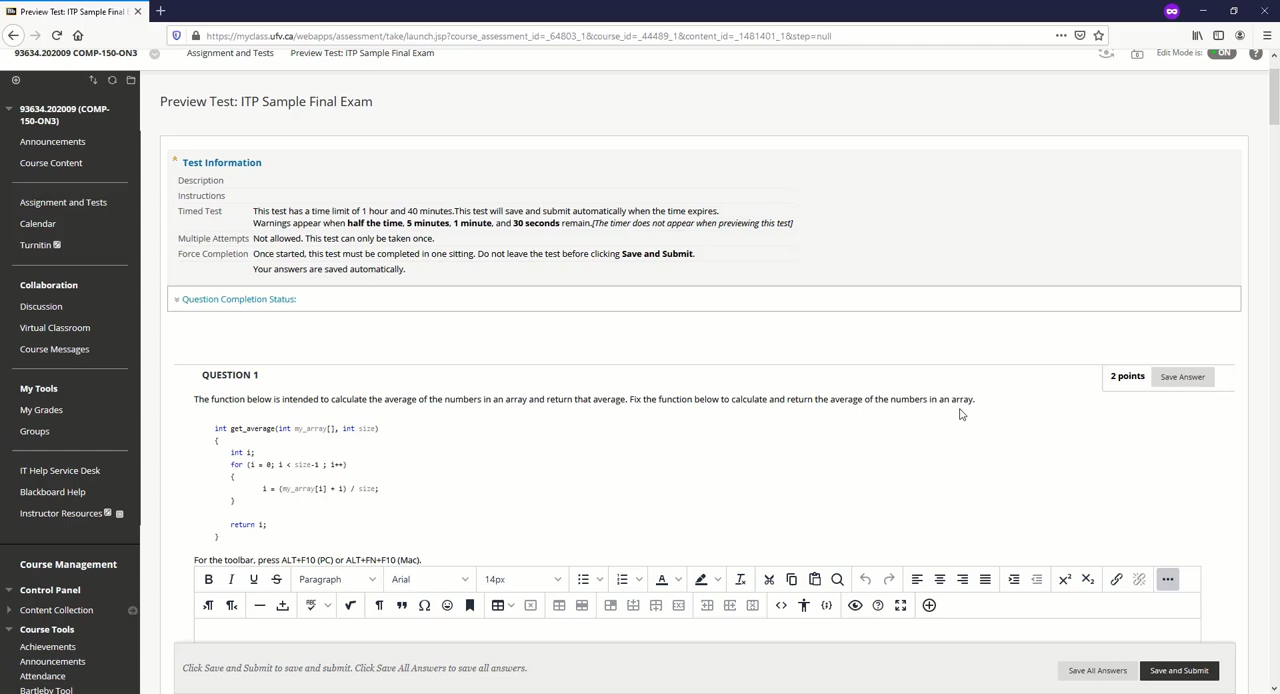 Preview Test: ITP Sample Final E
https://myclass.ufv.ca/webapps/assessment/take/launch.jsp?course_assessment_id=_64803_1&course_id=_44489_1&content_id=_1481401_1&step=null
93634.202009 COMP-150-ON3
Assignment and Tests
Preview Test: ITP Sample Final Exam
Edit Mode is:
ON
?
93634.202009 (COMP-
150-ON3)
Announcements
Course Content
Assignment and Tests
Calendar
Turnitin
Collaboration
Discussion
Virtual Classroom
Course Messages
My Tools
My Grades
Groups
IT Help Service Desk
Blackboard Help
Instructor Resources
Course Management
Control Panel
Content Collection
Course Tools
Achievements
Announcements
Attendance
Bartleby Tool
Preview Test: ITP Sample Final Exam
* Test Information
Description
Instructions
Timed Test This test has a time limit of 1 hour and 40 minutes.This test will save and submit automatically when the time expires.
Warnings appear when half the time, 5 minutes, 1 minute, and 30 seconds remain.[The timer does not appear when previewing this test]
Multiple Attempts Not allowed. This test can only be taken once.
Force Completion Once started, this test must be completed in one sitting. Do not leave the test before clicking Save and Submit.
Your answers are saved automatically.
Question Completion Status:
QUESTION 1
2 points
Save Answer
The function below is intended to calculate the average of the numbers in an array and return that average. Fix the function below to calculate and return the average of the numbers in an array.
int get_average(int my_array[], int size)
{
int i;
for (i = 0; i < size-1 ; i++)
{
i = (my_array[i] + i) / size;
}
return i;
}
For the toolbar, press ALT+F10 (PC) or ALT+FN+F10 (Mac).
B I U S Paragraph Arial 14px
Click Save and Submit to save and submit. Click Save All Answers to save all answers.
Save All Answers
Save and Submit